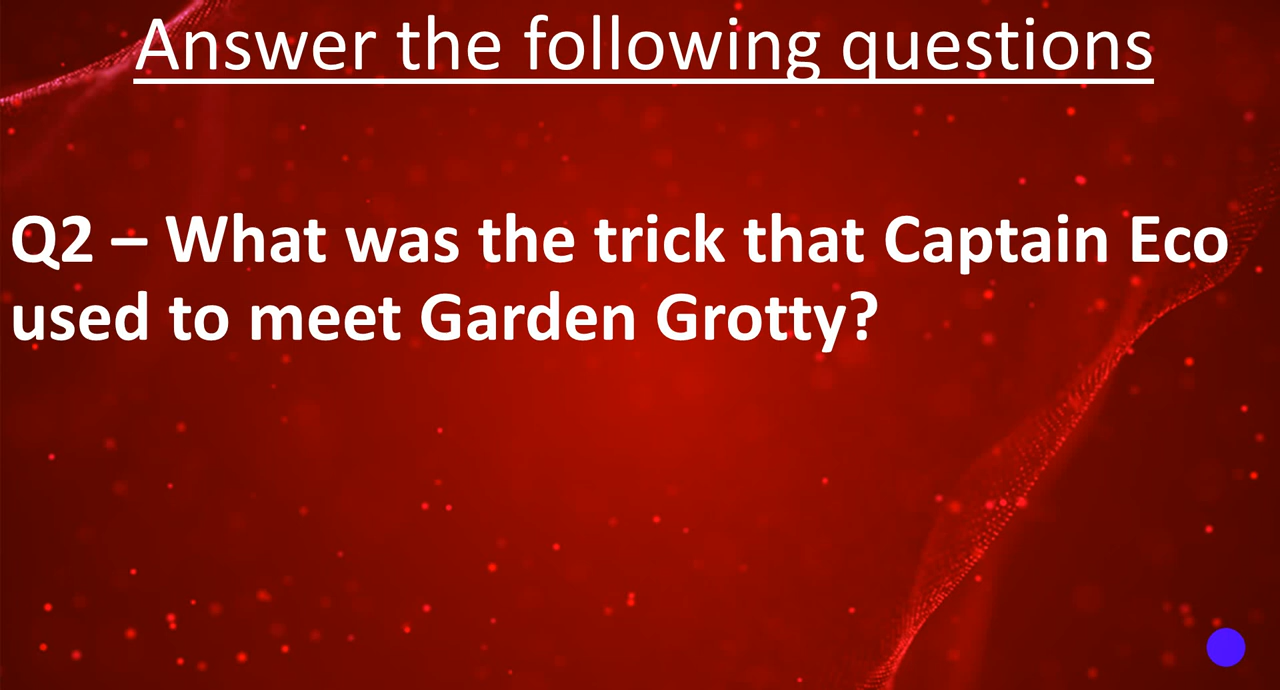 Answer the following questions
Q2 – What was the trick that Captain Eco
used to meet Garden Grotty?